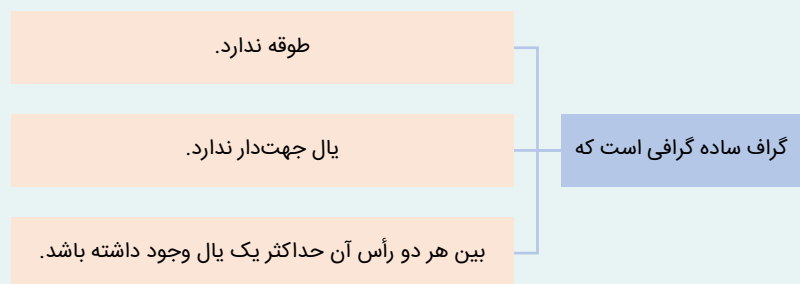 گراف ساده گرافی است که
طوقه ندارد.
یال جهت‌دار ندارد.
بین هر دو رأس آن حداکثر یک یال وجود داشته باشد.